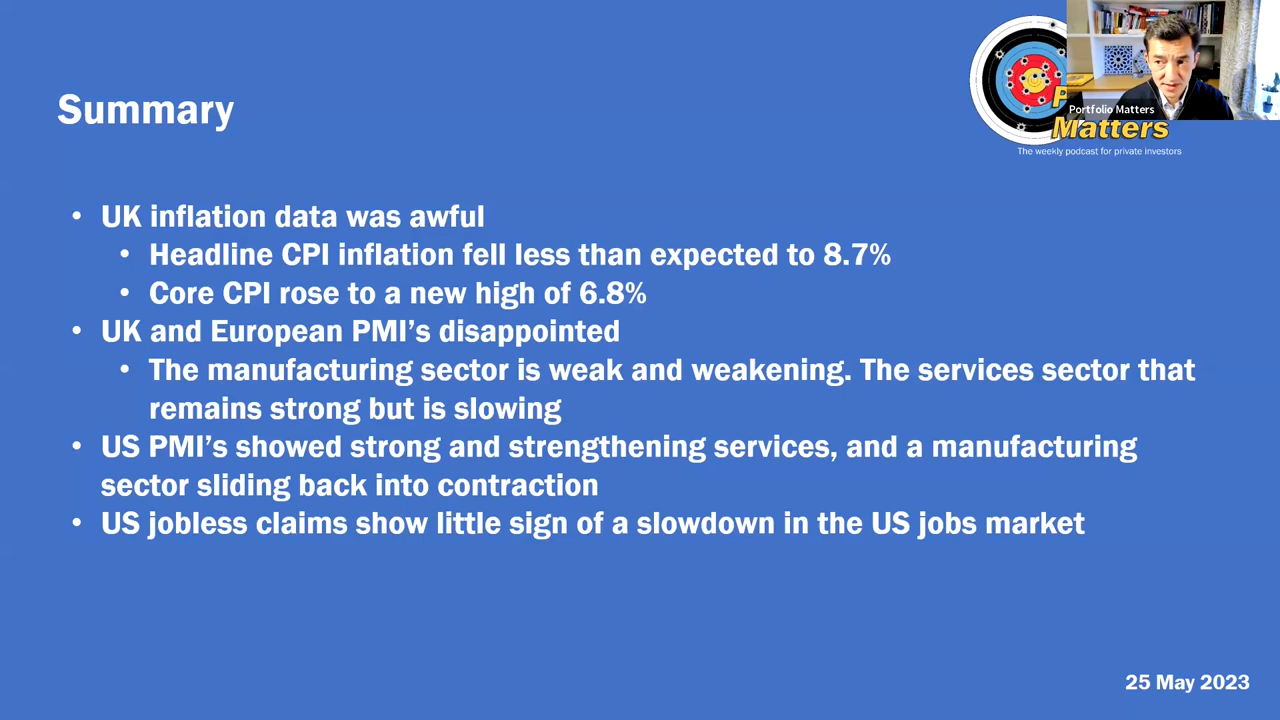 Summary
Portfolio Matters
Matters
The weekly podcast for private investors
• UK inflation data was awful
• Headline CPI inflation fell less than expected to 8.7%
• Core CPI rose to a new high of 6.8%
• UK and European PMI’s disappointed
• The manufacturing sector is weak and weakening. The services sector that
remains strong but is slowing
• US PMI’s showed strong and strengthening services, and a manufacturing
sector sliding back into contraction
• US jobless claims show little sign of a slowdown in the US jobs market
25 May 2023